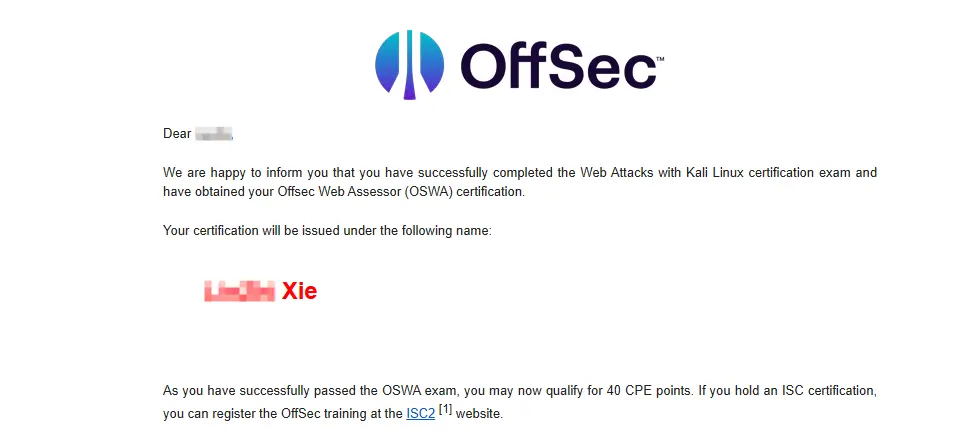 OffSec™
Dear
We are happy to inform you that you have successfully completed the Web Attacks with Kali Linux certification exam and
have obtained your Offsec Web Assessor (OSWA) certification.
Your certification will be issued under the following name:
Xie
As you have successfully passed the OSWA exam, you may now qualify for 40 CPE points. If you hold an ISC certification,
you can register the OffSec training at the ISC2 [1] website.